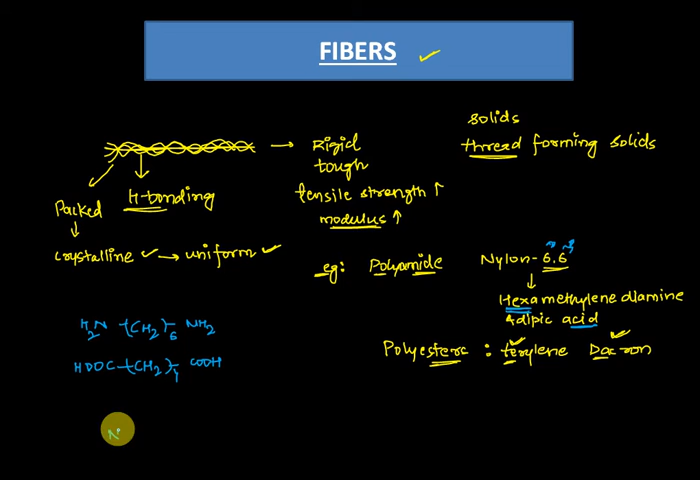 FIBERS
solids
thread forming solids
Rigid
tough
tensile strength ↑
modulus ↑
H-bonding
Packed
crystalline → uniform
eg: Polyamide Nylon-6,6
Hexamethylene diamine
Adipic acid
H2N-(CH2)6 NH2
Polyesters : terylene Dacron
HOOC-(CH2)4 COOH
N